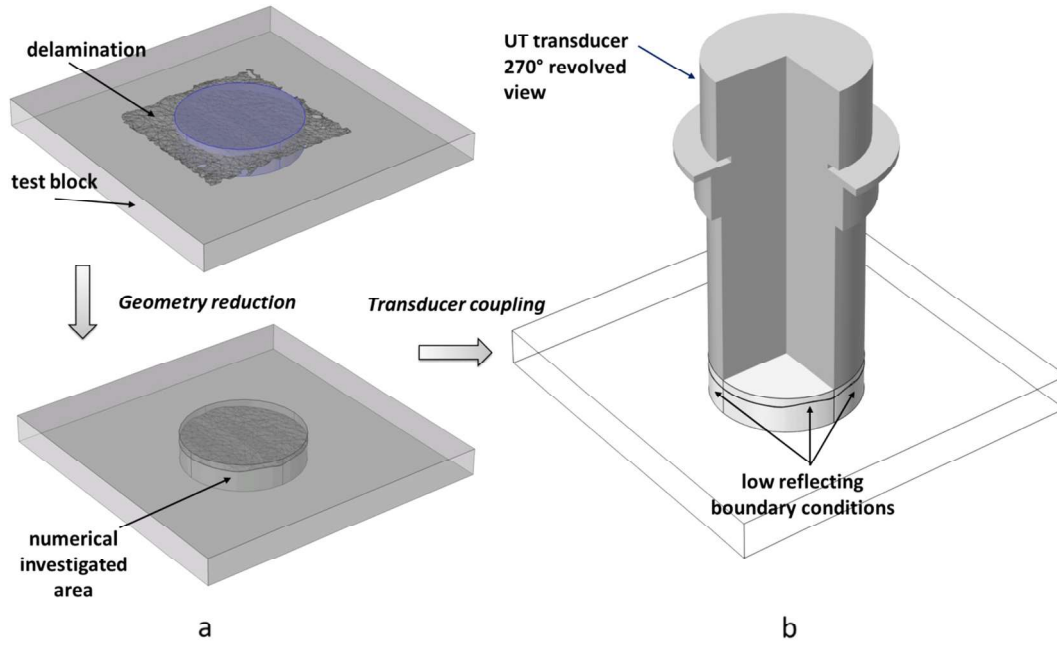 delamination
test block
Geometry reduction
numerical
investigated
area
a
UT transducer
270° revolved
view
Transducer coupling
low reflecting
boundary conditions
b